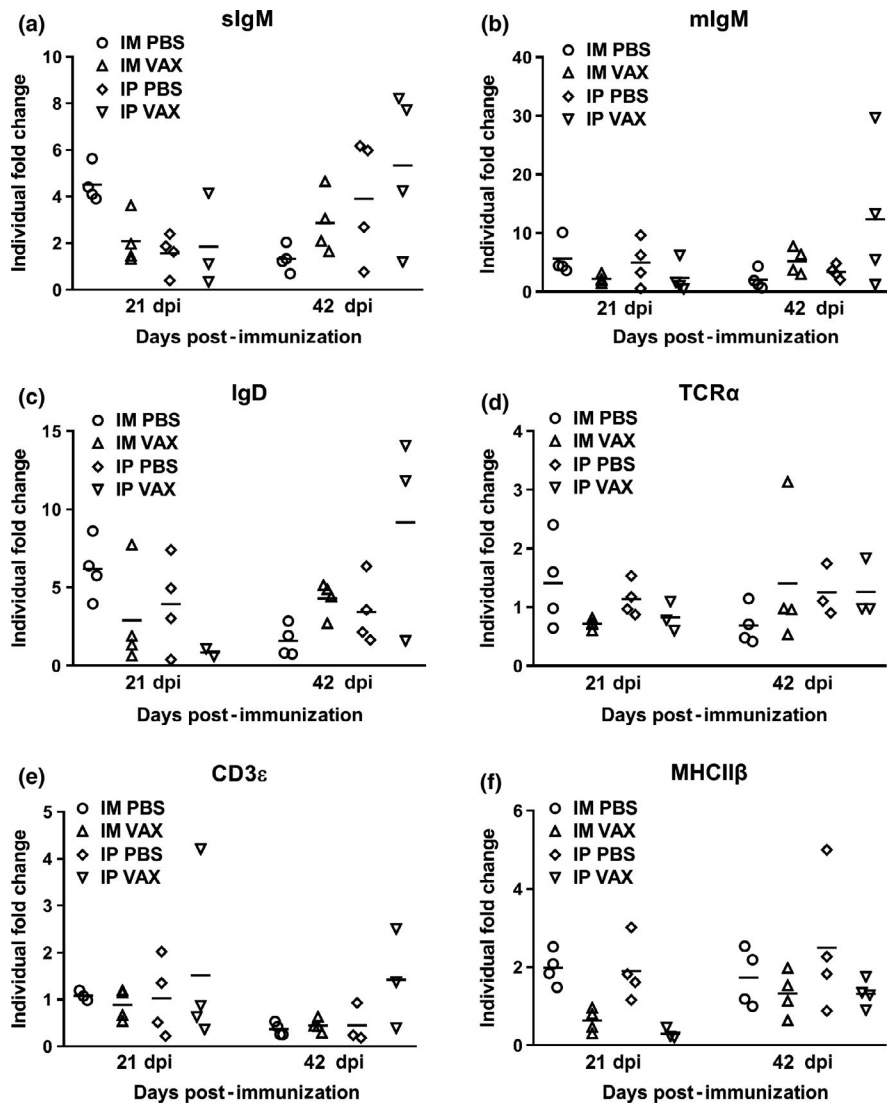 (a)
sIgM
Individual fold change
10
8
6
4
2
0
IM PBS
IM VAX
IP PBS
IP VAX
21 dpi
42 dpi
Days post-immunization
(b)
mIgM
Individual fold change
40
30
20
10
0
IM PBS
IM VAX
IP PBS
IP VAX
21 dpi
42 dpi
Days post-immunization
(c)
IgD
Individual fold change
15
10
5
0
IM PBS
IM VAX
IP PBS
IP VAX
21 dpi
42 dpi
Days post-immunization
(d)
TCRα
Individual fold change
4
3
2
1
0
IM PBS
IM VAX
IP PBS
IP VAX
21 dpi
42 dpi
Days post-immunization
(e)
CD3ε
Individual fold change
5
4
3
2
1
0
IM PBS
IM VAX
IP PBS
IP VAX
21 dpi
42 dpi
Days post-immunization
(f)
MHCIIβ
Individual fold change
6
4
2
0
IM PBS
IM VAX
IP PBS
IP VAX
21 dpi
42 dpi
Days post-immunization